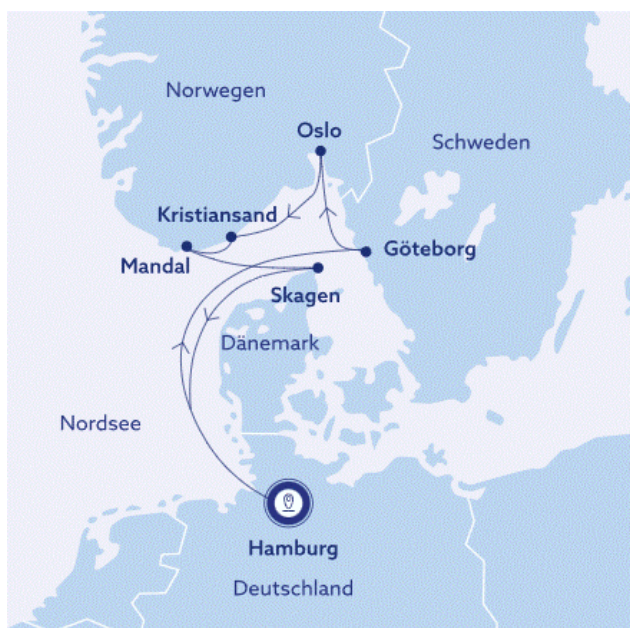 Norwegen
Oslo
Schweden
Kristiansand
Göteborg
Mandal
Skagen
Dänemark
Nordsee
Hamburg
Deutschland